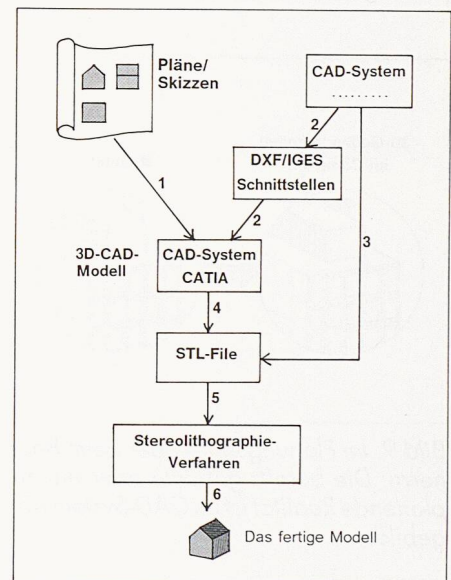 Pläne/
Skizzen
CAD-System
.........
2
DXF/IGES
Schnittstellen
1
2
3
3D-CAD-
Modell
CAD-System
CATIA
4
STL-File
5
Stereolithographie-
Verfahren
6
Das fertige Modell